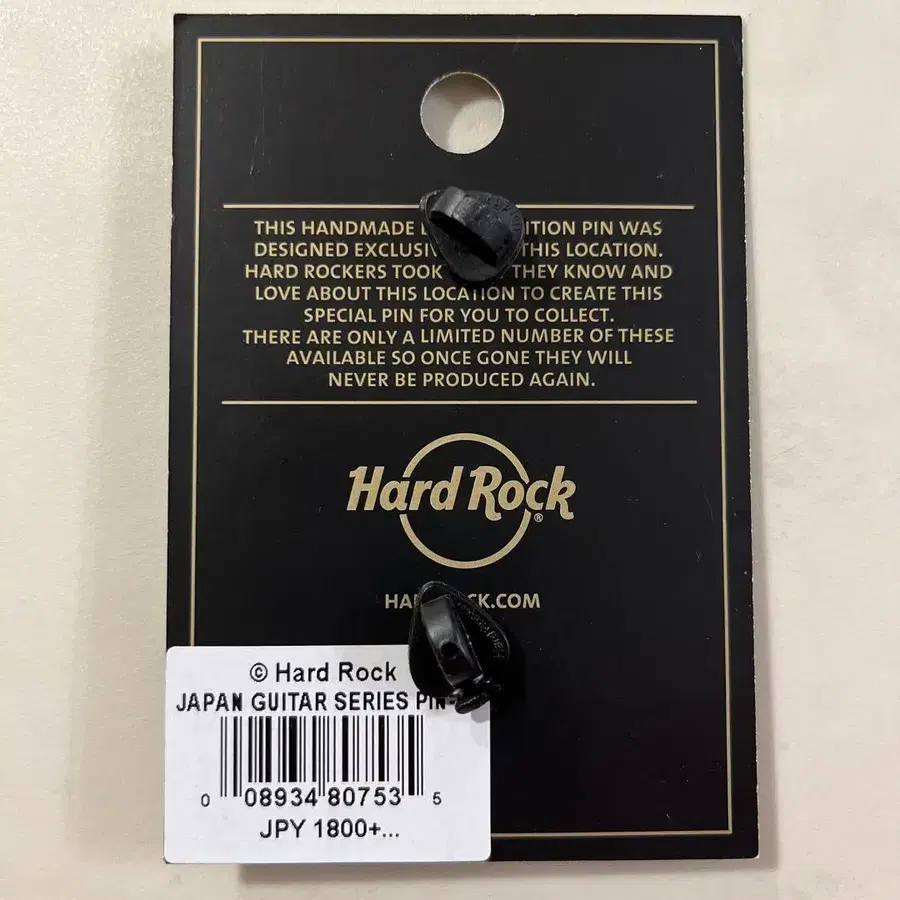 THIS HANDMADE ITION PIN WAS
DESIGNED EXCLUSIV THIS LOCATION.
HARD ROCKERS TOOK THEY KNOW AND
LOVE ABOUT THIS LOCATION TO CREATE THIS
SPECIAL PIN FOR YOU TO COLLECT.
THERE ARE ONLY A LIMITED NUMBER OF THESE
AVAILABLE SO ONCE GONE THEY WILL
NEVER BE PRODUCED AGAIN.
Hard Rock®
HA CK.COM
© Hard Rock
JAPAN GUITAR SERIES PIN
0 08934 80753 5
JPY 1800+...